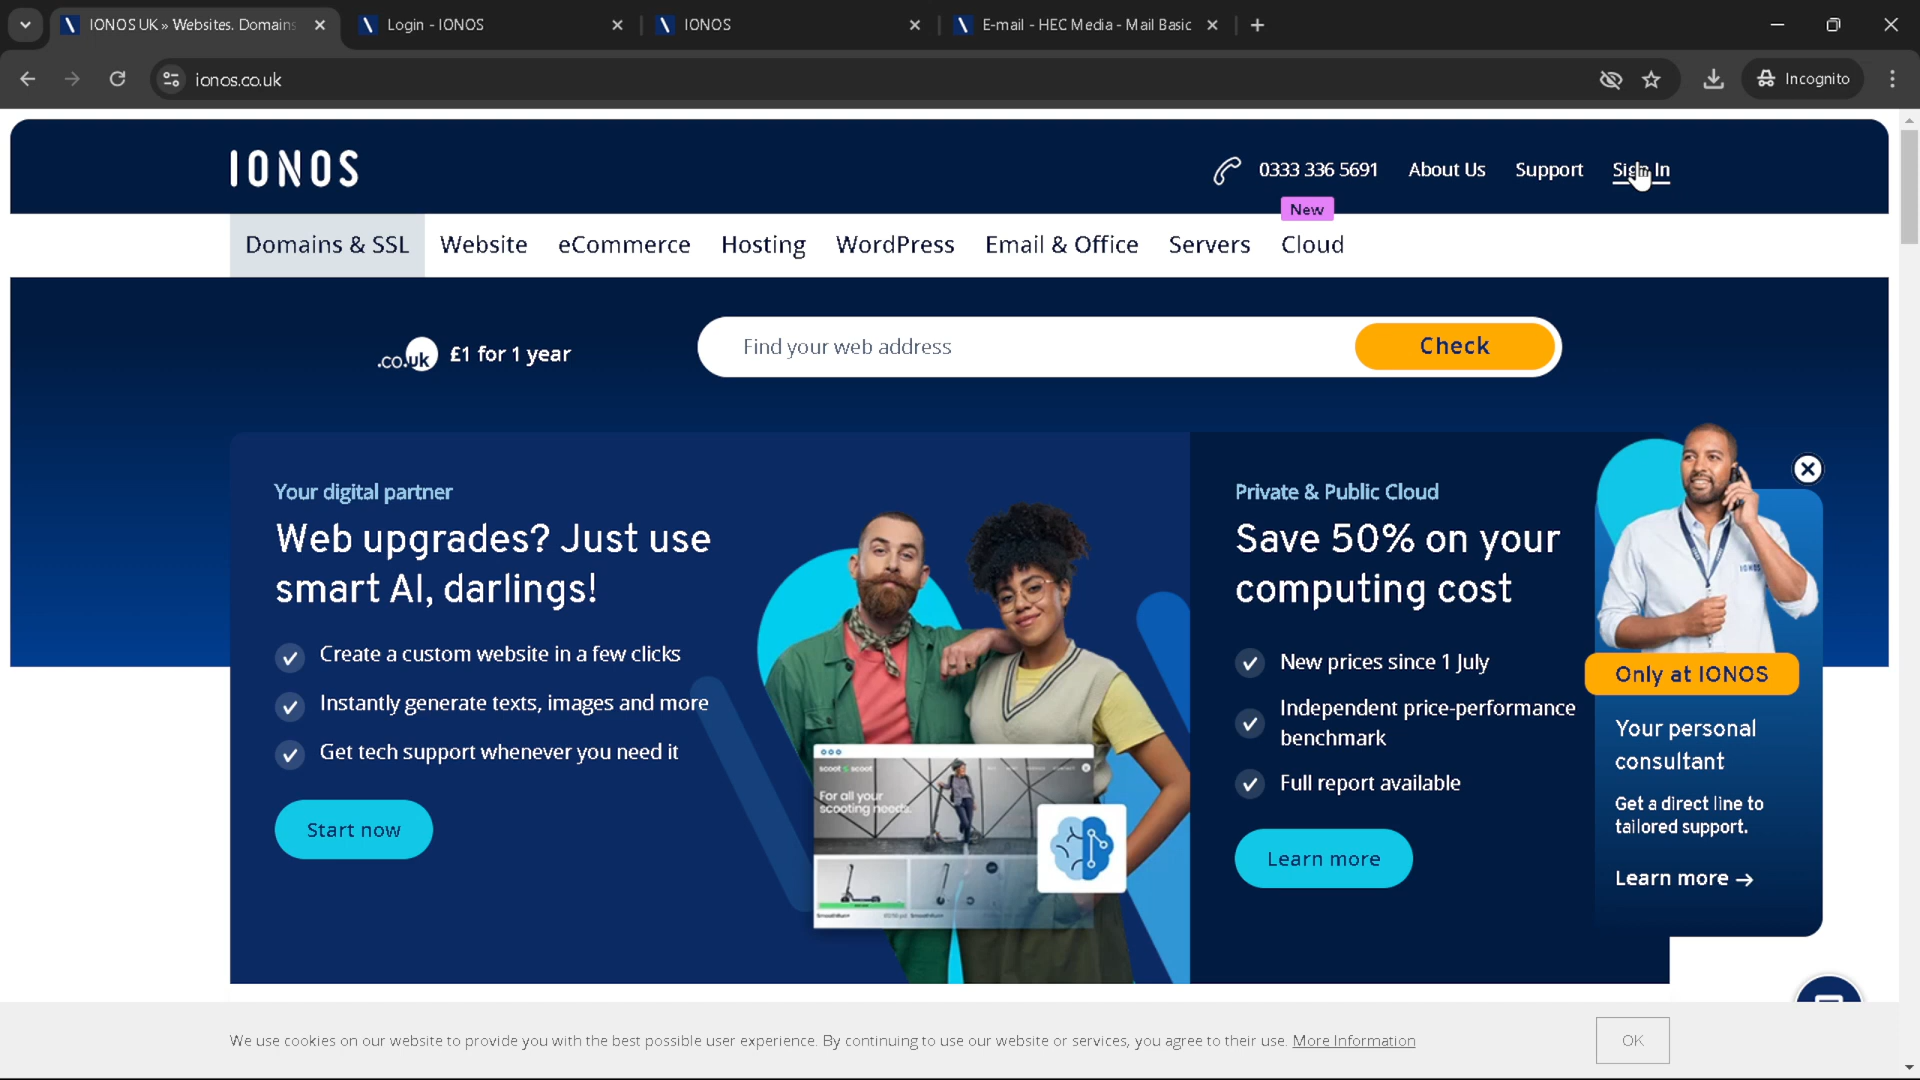 IONOS UK » Websites. Domains
Login - IONOS
IONOS
E-mail - HEC Media - Mail Basic
ionos.co.uk
Incognito
IONOS
0333 336 5691
About Us
Support
Sign In
New
Domains & SSL
Website
eCommerce
Hosting
WordPress
Email & Office
Servers
Cloud
.co.uk
£1 for 1 year
Find your web address
Check
Your digital partner
Web upgrades? Just use
smart AI, darlings!
Create a custom website in a few clicks
Instantly generate texts, images and more
Get tech support whenever you need it
Start now
scoot scoot
For all your
scooting needs.
Private & Public Cloud
Save 50% on your
computing cost
New prices since 1 July
Independent price-performance
benchmark
Full report available
Learn more
IONOS
Only at IONOS
Your personal
consultant
Get a direct line to
tailored support.
Learn more →
We use cookies on our website to provide you with the best possible user experience. By continuing to use our website or services, you agree to their use. More Information
OK